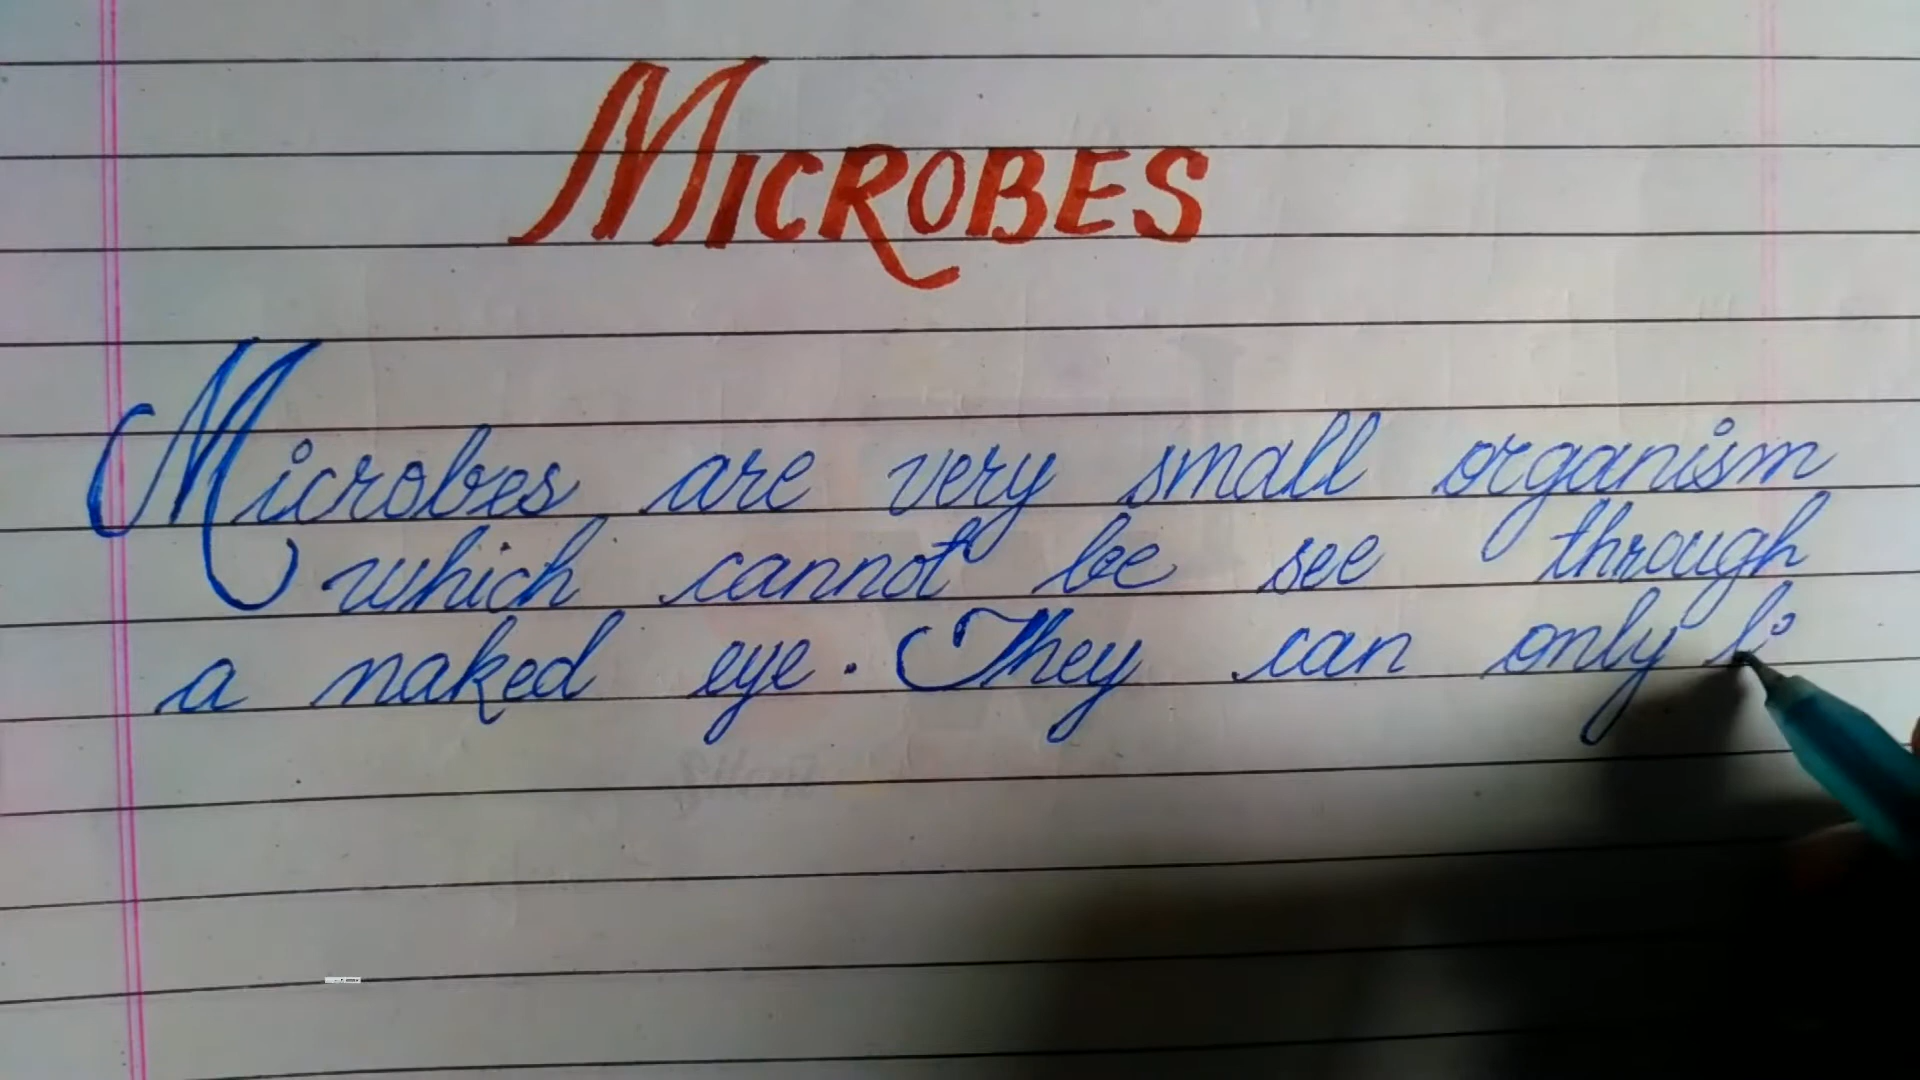 MICROBES
Microbes are very small organism
which cannot be see through
a naked eye. They can only